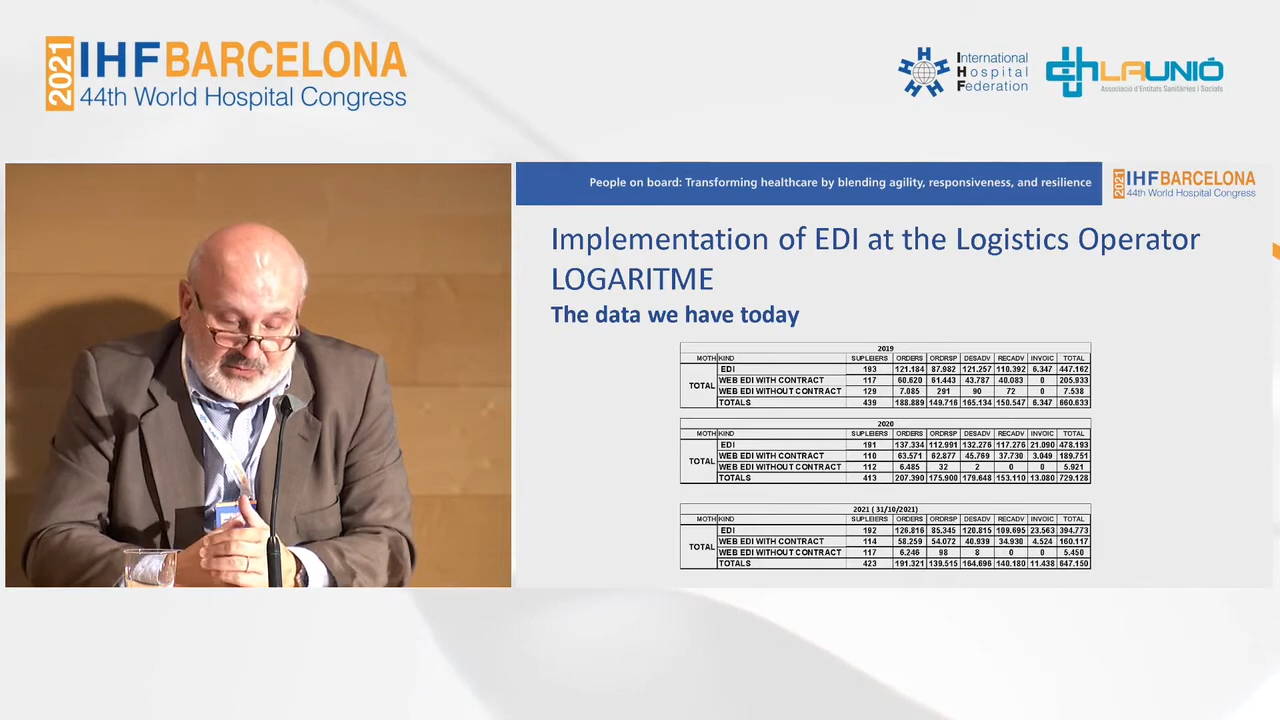 2021 IHFBARCELONA
44th World Hospital Congress
International
Hospital
Federation
LAUNIÓ
Associació d'Entitats Sanitàries i Socials
People on board: Transforming healthcare by blending agility, responsiveness, and resilience
2021 IHFBARCELONA
44th World Hospital Congress
Implementation of EDI at the Logistics Operator
LOGARITME
The data we have today
2019
MOTH KIND SUPLEIERS ORDERS ORDRSP DESADV RECADV INVOIC TOTAL
EDI 193 121.184 87.982 121.257 110.392 6.347 447.162
TOTAL WEB EDI WITH CONTRACT 117 60.620 61.443 43.787 40.083 0 205.933
WEB EDI WITHOUT CONTRACT 129 7.085 291 90 72 0 7.538
TOTALS 439 188.889 149.716 165.134 150.547 6.347 660.633
2020
MOTH KIND SUPLEIERS ORDERS ORDRSP DESADV RECADV INVOIC TOTAL
EDI 191 137.334 112.991 132.276 117.276 21.090 478.193
TOTAL WEB EDI WITH CONTRACT 110 63.571 62.877 45.769 37.730 3.049 189.751
WEB EDI WITHOUT CONTRACT 112 6.485 32 2 0 0 5.921
TOTALS 413 207.390 175.900 179.648 153.110 13.080 729.128
2021 ( 31/10/2021)
MOTH KIND SUPLEIERS ORDERS ORDRSP DESADV RECADV INVOIC TOTAL
EDI 192 126.816 85.345 120.815 109.695 23.563 394.773
TOTAL WEB EDI WITH CONTRACT 114 58.259 54.072 40.939 34.930 4.524 160.117
WEB EDI WITHOUT CONTRACT 117 6.246 98 8 0 0 5.450
TOTALS 423 191.321 139.515 164.696 140.180 11.438 647.150